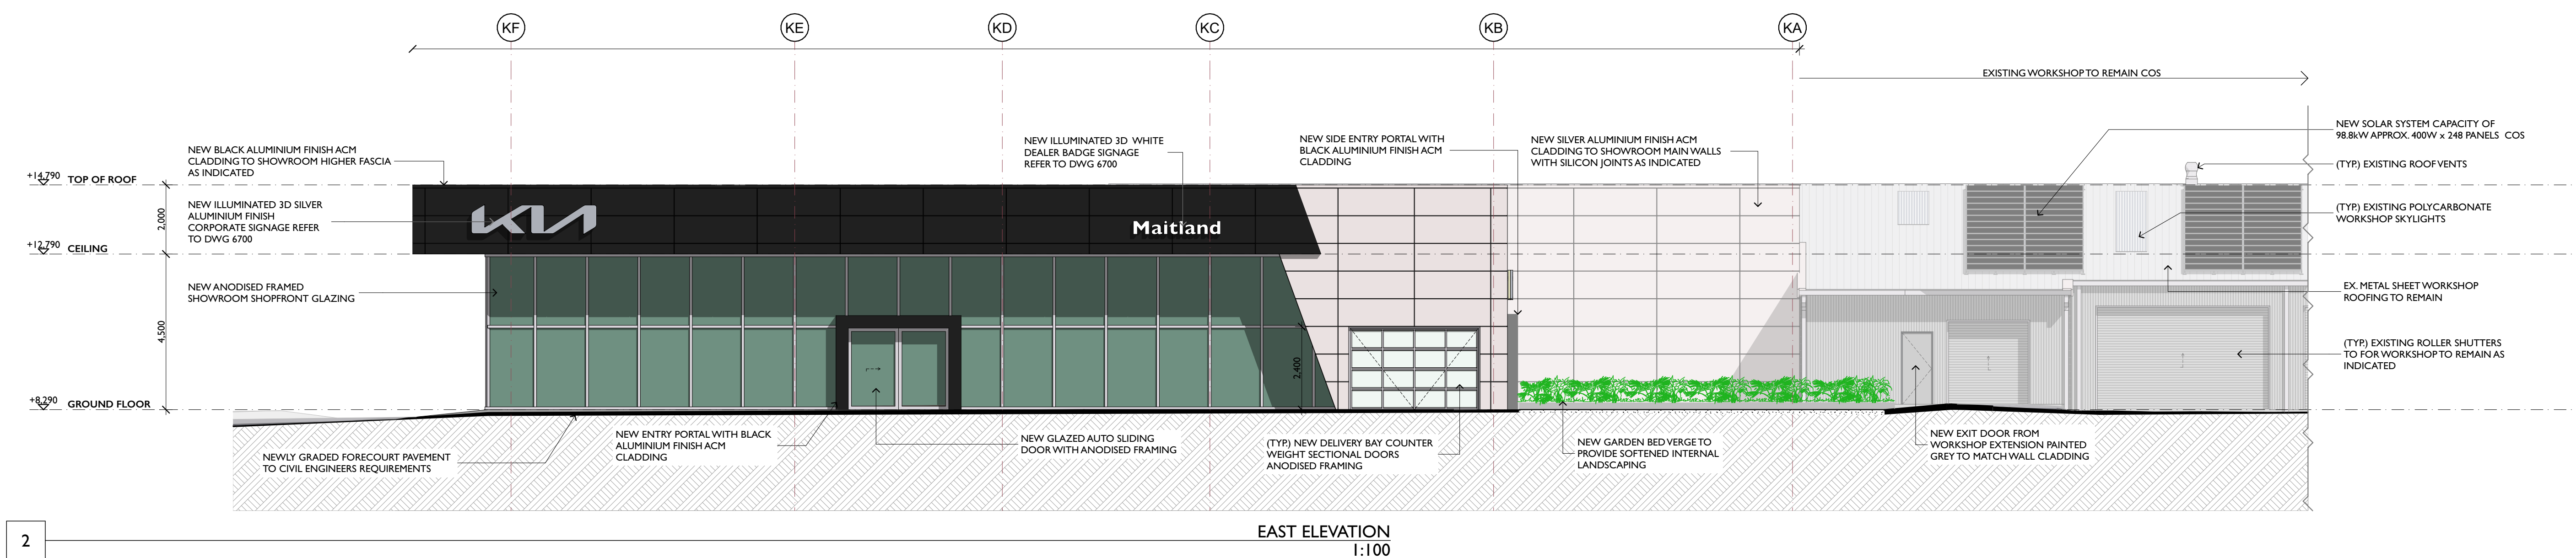 KF
KE
KD
KC
KB
KA
EXISTING WORKSHOP TO REMAIN COS
NEW BLACK ALUMINIUM FINISH ACM
CLADDING TO SHOWROOM HIGHER FASCIA
AS INDICATED
NEW ILLUMINATED 3D WHITE
DEALER BADGE SIGNAGE
REFER TO DWG 6700
NEW SIDE ENTRY PORTAL WITH
BLACK ALUMINIUM FINISH ACM
CLADDING
NEW SILVER ALUMINIUM FINISH ACM
CLADDING TO SHOWROOM MAIN WALLS
WITH SILICON JOINTS AS INDICATED
NEW SOLAR SYSTEM CAPACITY OF
98.8kW APPROX. 400W x 248 PANELS COS
(TYP.) EXISTING ROOF VENTS
+14,790
TOP OF ROOF
2,000
NEW ILLUMINATED 3D SILVER
ALUMINIUM FINISH
CORPORATE SIGNAGE REFER
TO DWG 6700
KIA
Maitland
(TYP.) EXISTING POLYCARBONATE
WORKSHOP SKYLIGHTS
+12,790
CEILING
4,500
NEW ANODISED FRAMED
SHOWROOM SHOPFRONT GLAZING
EX. METAL SHEET WORKSHOP
ROOFING TO REMAIN
(TYP.) EXISTING ROLLER SHUTTERS
TO FOR WORKSHOP TO REMAIN AS
INDICATED
2,400
+8,290
GROUND FLOOR
NEWLY GRADED FORECOURT PAVEMENT
TO CIVIL ENGINEERS REQUIREMENTS
NEW ENTRY PORTAL WITH BLACK
ALUMINIUM FINISH ACM
CLADDING
NEW GLAZED AUTO SLIDING
DOOR WITH ANODISED FRAMING
(TYP.) NEW DELIVERY BAY COUNTER
WEIGHT SECTIONAL DOORS
ANODISED FRAMING
NEW GARDEN BED VERGE TO
PROVIDE SOFTENED INTERNAL
LANDSCAPING
NEW EXIT DOOR FROM
WORKSHOP EXTENSION PAINTED
GREY TO MATCH WALL CLADDING
2
EAST ELEVATION
1:100